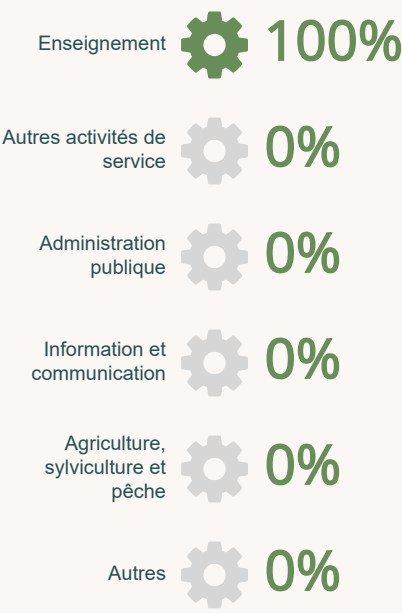 Enseignement 100%
Autres activités de
service 0%
Administration
publique 0%
Information et
communication 0%
Agriculture,
sylviculture et
pêche 0%
Autres 0%